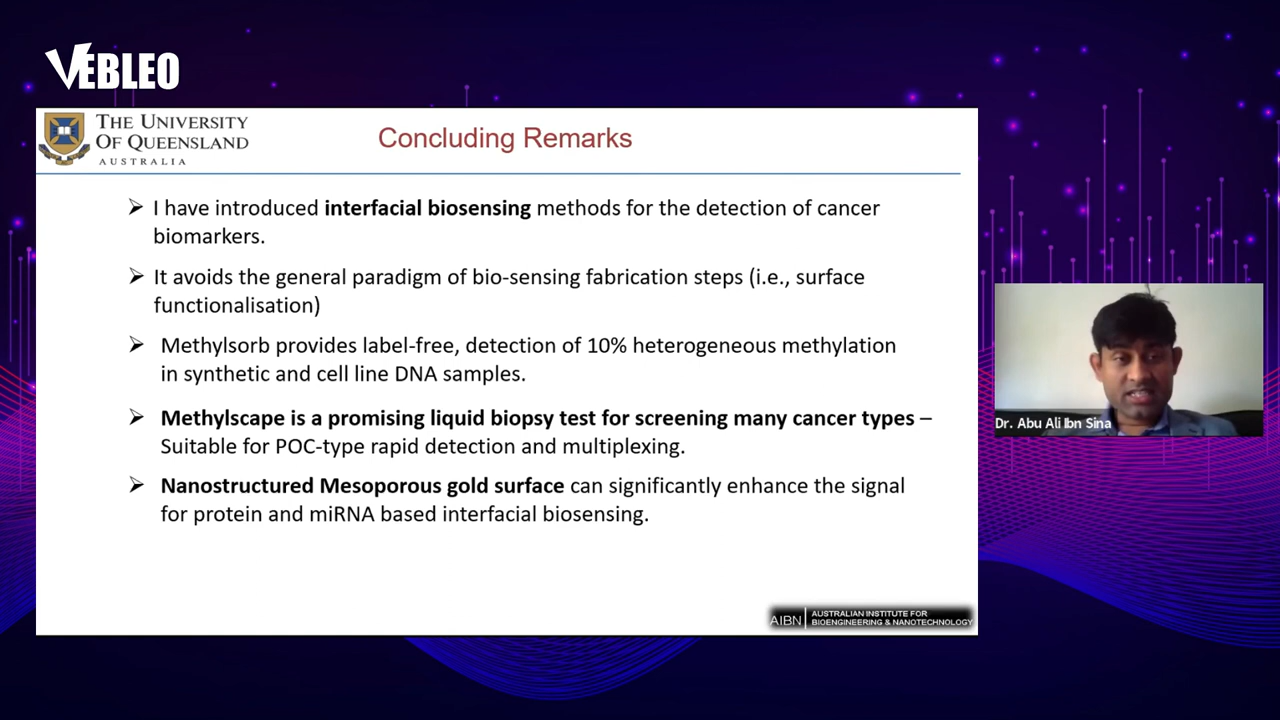 VEBLEO
THE UNIVERSITY
OF QUEENSLAND
AUSTRALIA
Concluding Remarks
➢ I have introduced interfacial biosensing methods for the detection of cancer
biomarkers.
➢ It avoids the general paradigm of bio-sensing fabrication steps (i.e., surface
functionalisation)
➢ Methylsorb provides label-free, detection of 10% heterogeneous methylation
in synthetic and cell line DNA samples.
➢ Methylscape is a promising liquid biopsy test for screening many cancer types –
Suitable for POC-type rapid detection and multiplexing.
➢ Nanostructured Mesoporous gold surface can significantly enhance the signal
for protein and miRNA based interfacial biosensing.
Dr. Abu Ali Ibn Sina
AIBN
AUSTRALIAN INSTITUTE FOR
BIOENGINEERING & NANOTECHNOLOGY